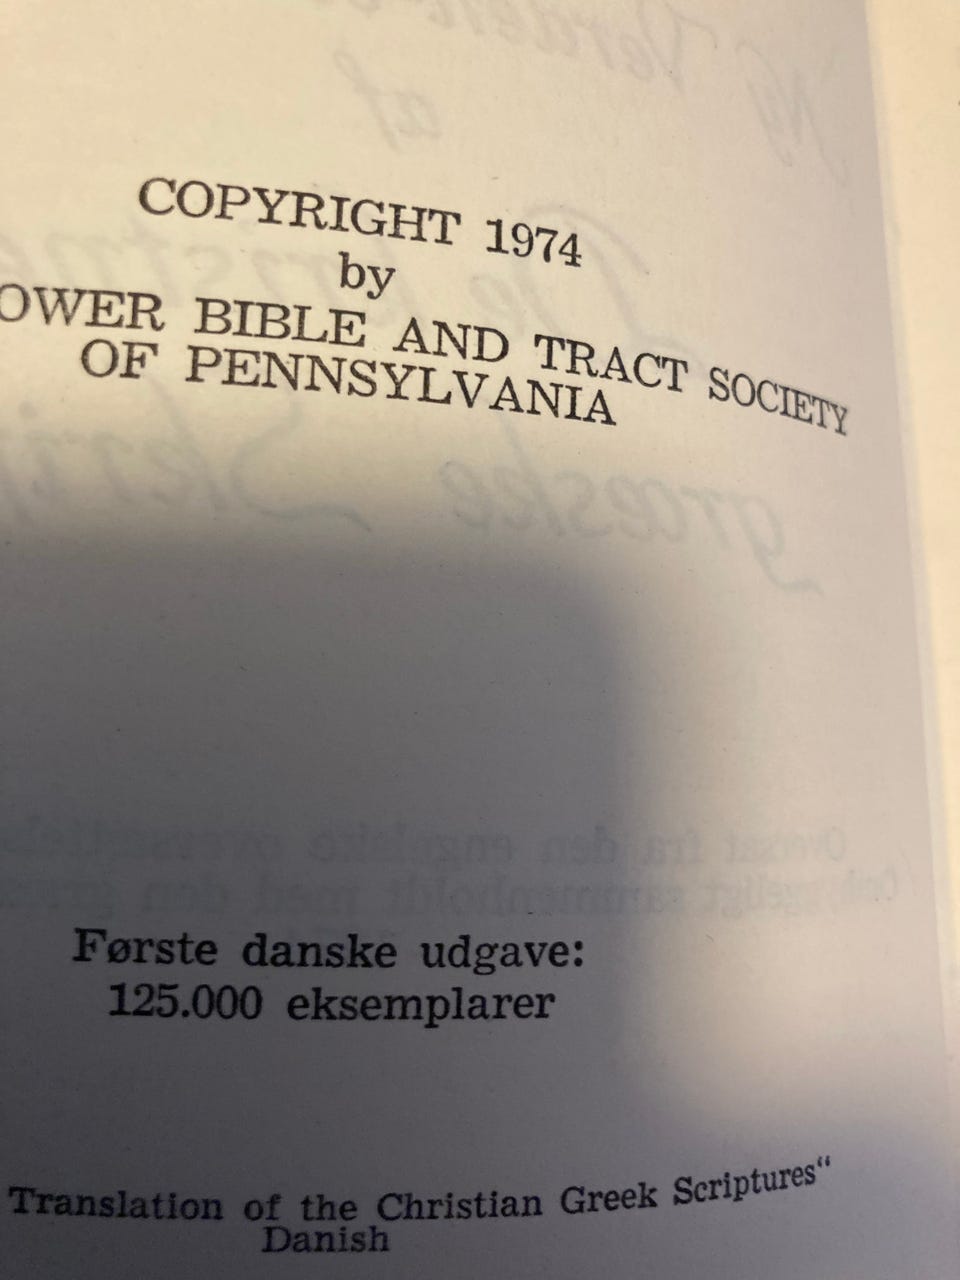 COPYRIGHT 1974
by
OWER BIBLE AND TRACT SOCIETY
OF PENNSYLVANIA
Første danske udgave:
125.000 eksemplarer
Translation of the Christian Greek Scriptures“
Danish